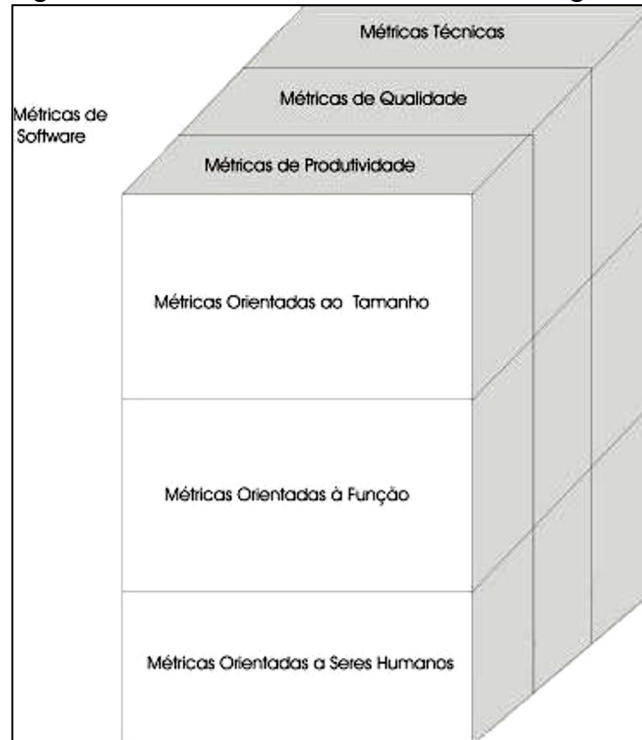 Métricas Técnicas
Métricas de Qualidade
Métricas de
Software
Métricas de Produtividade
Métricas Orientadas ao Tamanho
Métricas Orientadas à Função
Métricas Orientadas a Seres Humanos